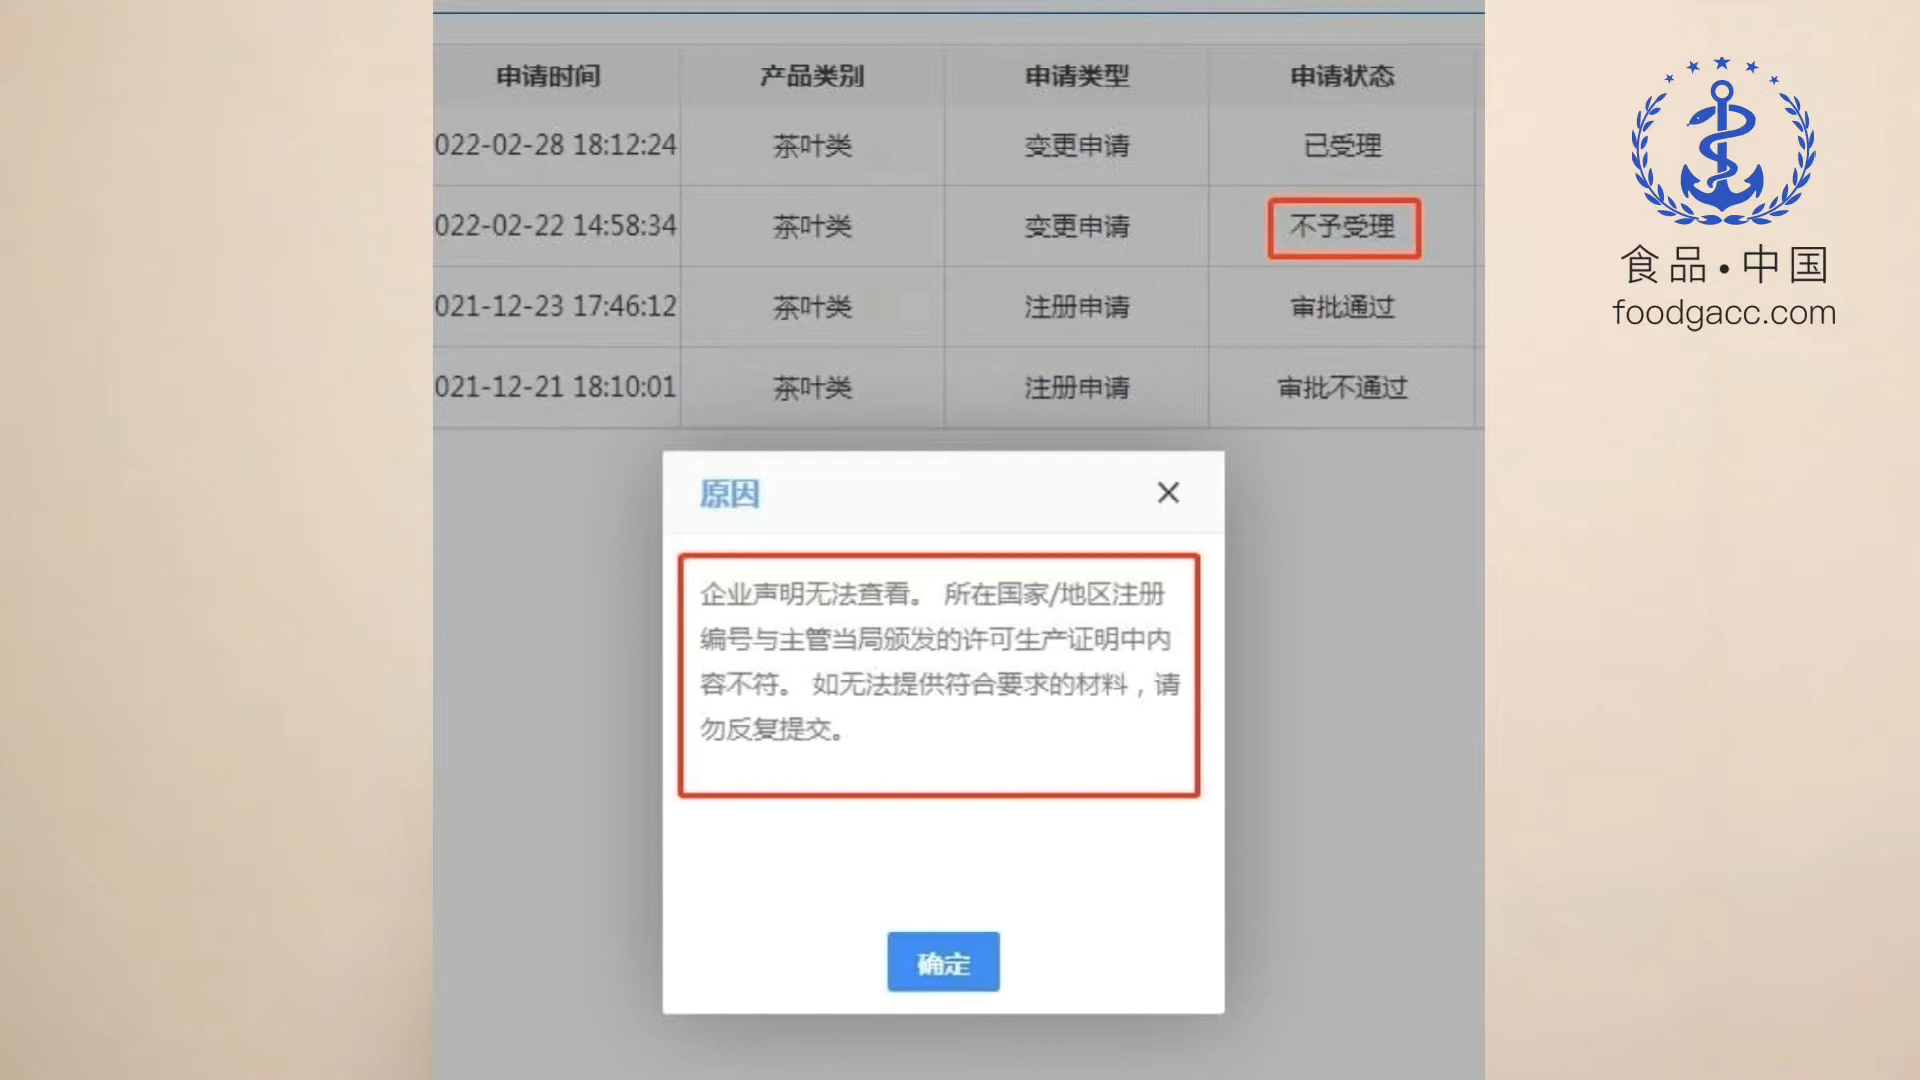 申请时间 产品类别 申请类型 申请状态
022-02-28 18:12:24 茶叶类 变更申请 已受理
022-02-22 14:58:34 茶叶类 变更申请 不予受理
021-12-23 17:46:12 茶叶类 注册申请 审批通过
021-12-21 18:10:01 茶叶类 注册申请 审批不通过
原因
企业声明无法查看。 所在国家/地区注册
编号与主管当局颁发的许可生产证明中内
容不符。 如无法提供符合要求的材料，请
勿反复提交。
确定
食品·中国
foodgacc.com